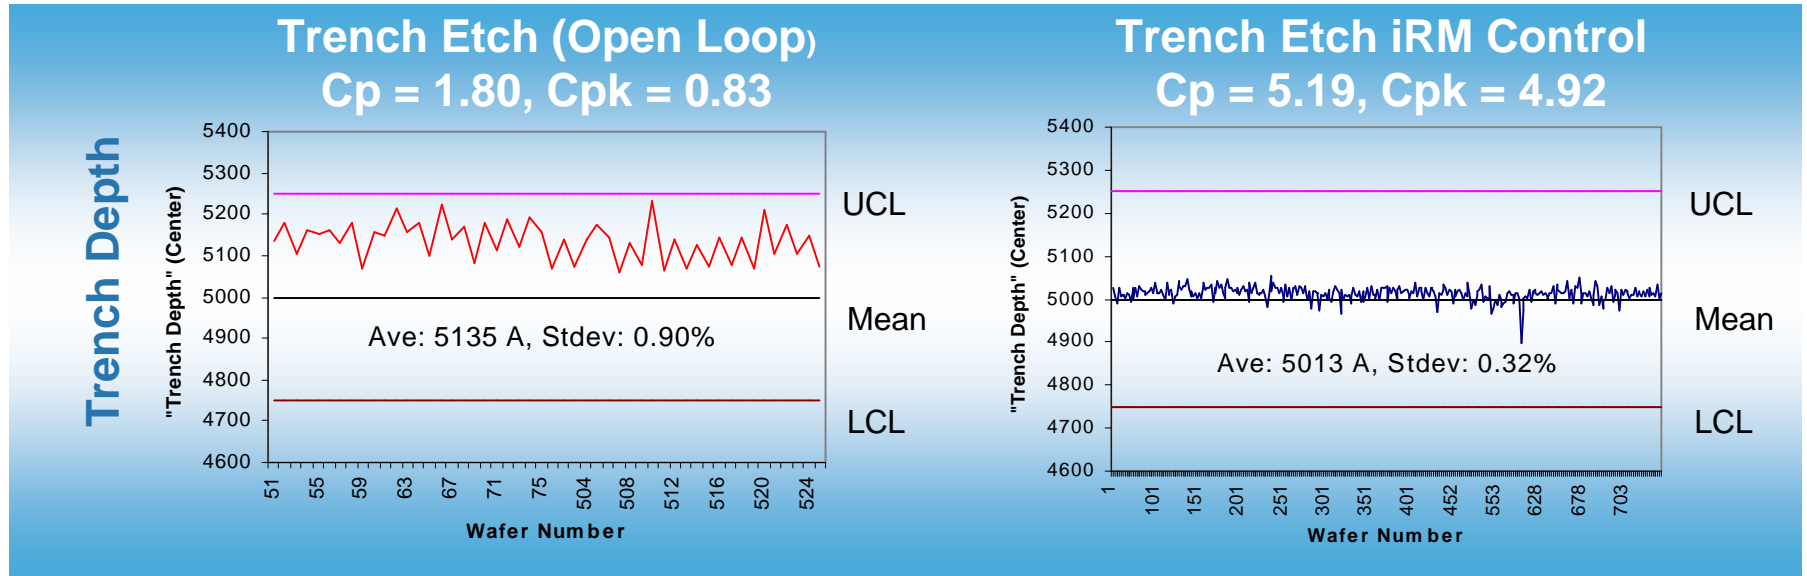 Trench Etch (Open Loop)
Cp = 1.80, Cpk = 0.83
Trench Depth
"Trench Depth" (Center)
5400
5300
5200
5100
5000
4900
4800
4700
4600
UCL
Mean
LCL
Ave: 5135 A, Stdev: 0.90%
51 55 59 63 67 71 75 504 508 512 516 520 524
Wafer Number
Trench Etch iRM Control
Cp = 5.19, Cpk = 4.92
"Trench Depth" (Center)
5400
5300
5200
5100
5000
4900
4800
4700
4600
UCL
Mean
LCL
Ave: 5013 A, Stdev: 0.32%
1 101 151 201 251 301 351 401 452 553 628 678 703
Wafer Number